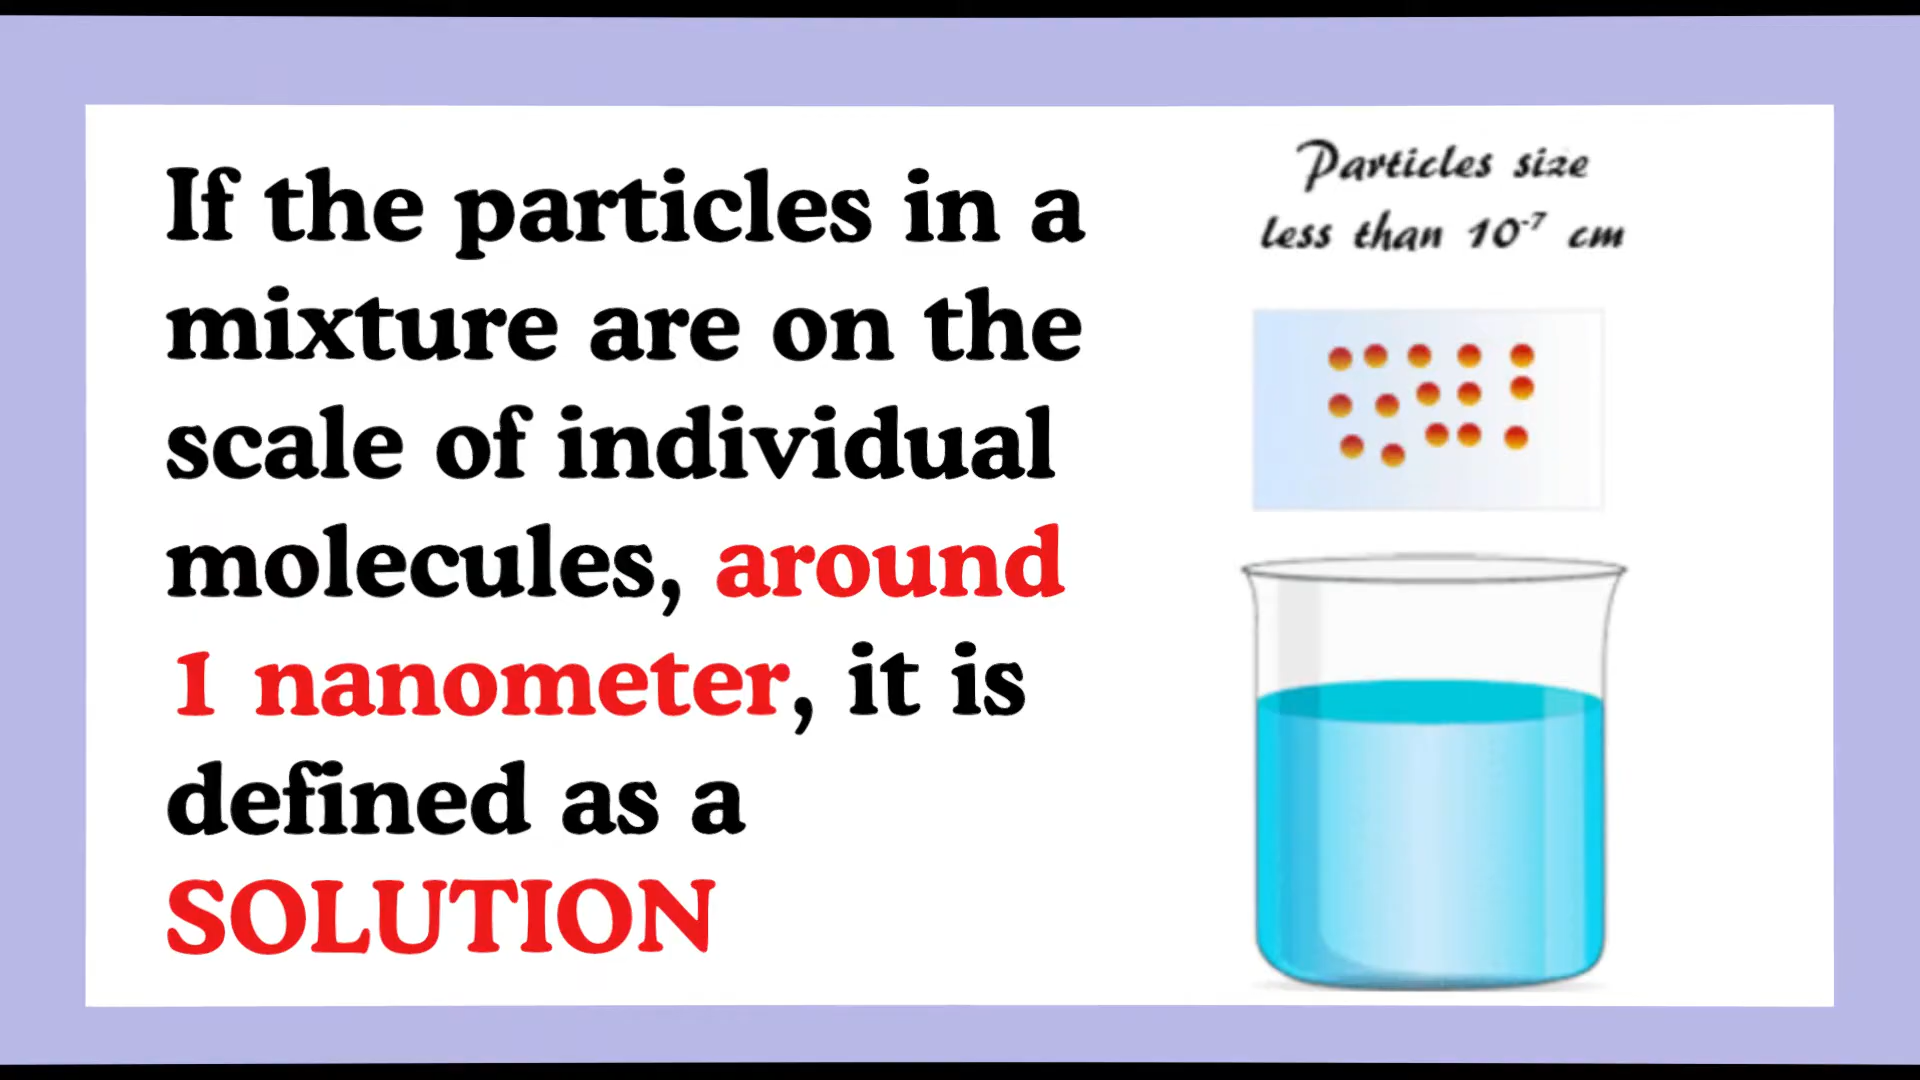 If the particles in a
mixture are on the
scale of individual
molecules, around
1 nanometer, it is
defined as a
SOLUTION
Particles size
less than 10⁻⁷ cm